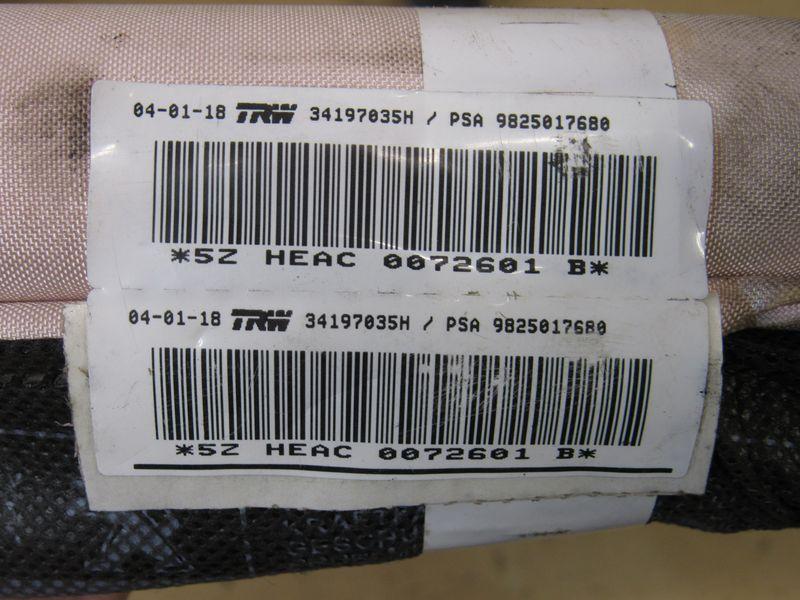 04-01-18 TRW 34197035H / PSA 9825017680
*5Z HEAC 0072601 B*
04-01-18 TRW 34197035H / PSA 9825017680
*5Z HEAC 0072601 B*